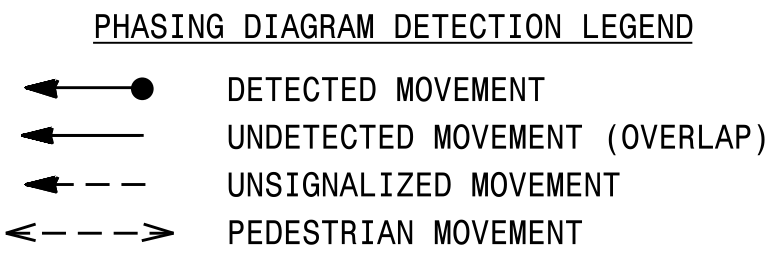 PHASING DIAGRAM DETECTION LEGEND
DETECTED MOVEMENT
UNDETECTED MOVEMENT (OVERLAP)
UNSIGNALIZED MOVEMENT
PEDESTRIAN MOVEMENT